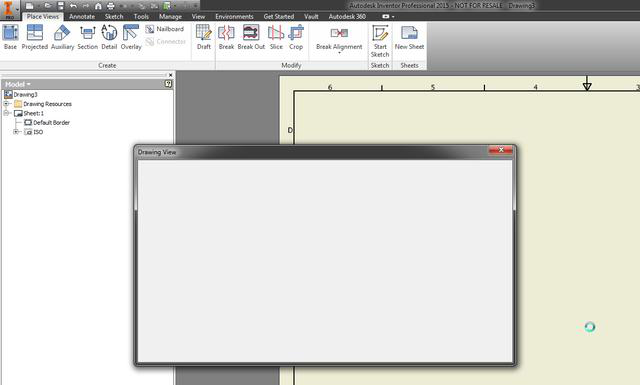 Autodesk Inventor Professional 2015 - NOT FOR RESALE Drawing3
PRO
Place Views Annotate Sketch Tools Manage View Environments Get Started Vault Autodesk 360
Base Projected Auxiliary Section Detail Overlay Nailboard Connector Draft Break Break Out Slice Crop Break Alignment Start Sketch New Sheet
Create Modify Sketch Sheets
Model
Drawing3
Drawing Resources
Sheet:1
Default Border
ISO
6 5 4 3
D
Drawing View